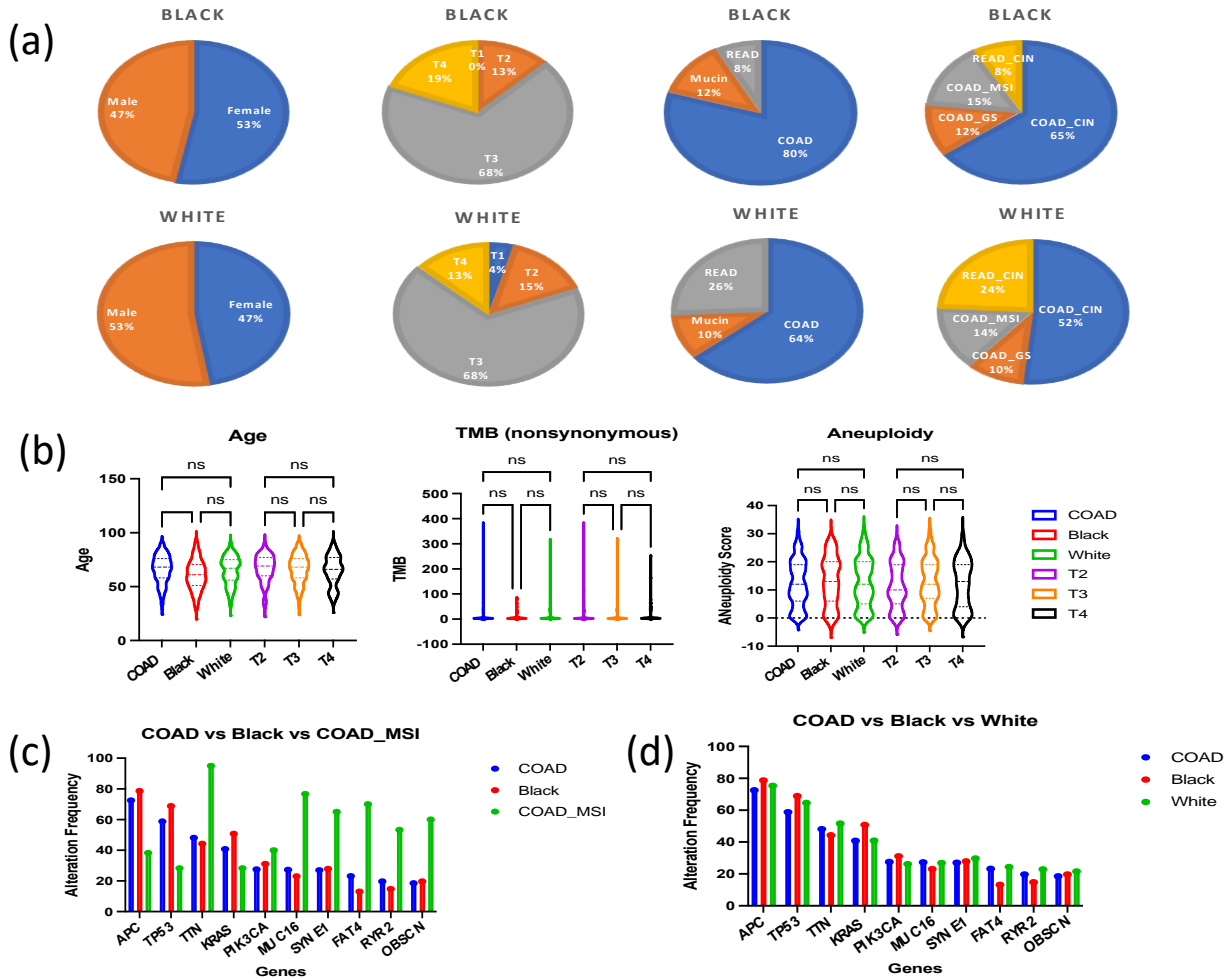 (a)
BLACK
Male
47%
Female
53%
BLACK
T4
19%
T1
0%
T2
13%
T3
68%
BLACK
READ
8%
Mucin
12%
COAD
80%
BLACK
READ_CIN
8%
COAD_MSI
15%
COAD_GS
12%
COAD_CIN
65%
WHITE
Male
53%
Female
47%
WHITE
T4
13%
T1
4%
T2
15%
T3
68%
WHITE
READ
26%
Mucin
10%
COAD
64%
WHITE
READ_CIN
24%
COAD_MSI
14%
COAD_GS
10%
COAD_CIN
52%
(b)
Age
ns
ns
ns
ns
ns
ns
150
100
50
0
Age
COAD
Black
White
T2
T3
T4
TMB (nonsynonymous)
ns
ns
ns
ns
ns
ns
500
400
300
200
100
0
-100
TMB
COAD
Black
White
T2
T3
T4
Aneuploidy
ns
ns
ns
ns
ns
ns
40
30
20
10
0
-10
ANeuploidy Score
COAD
Black
White
T2
T3
T4
COAD
Black
White
T2
T3
T4
(c)
COAD vs Black vs COAD_MSI
COAD
Black
COAD_MSI
100
80
60
40
20
0
Alteration Frequency
APC
TP53
TTN
KRAS
PIK3CA
MUC16
SYNE1
FAT4
RYR2
OBSCN
Genes
(d)
COAD vs Black vs White
COAD
Black
White
100
80
60
40
20
0
Alteration Frequency
APC
TP53
TTN
KRAS
PIK3CA
MUC16
SYNE1
FAT4
RYR2
OBSCN
Genes